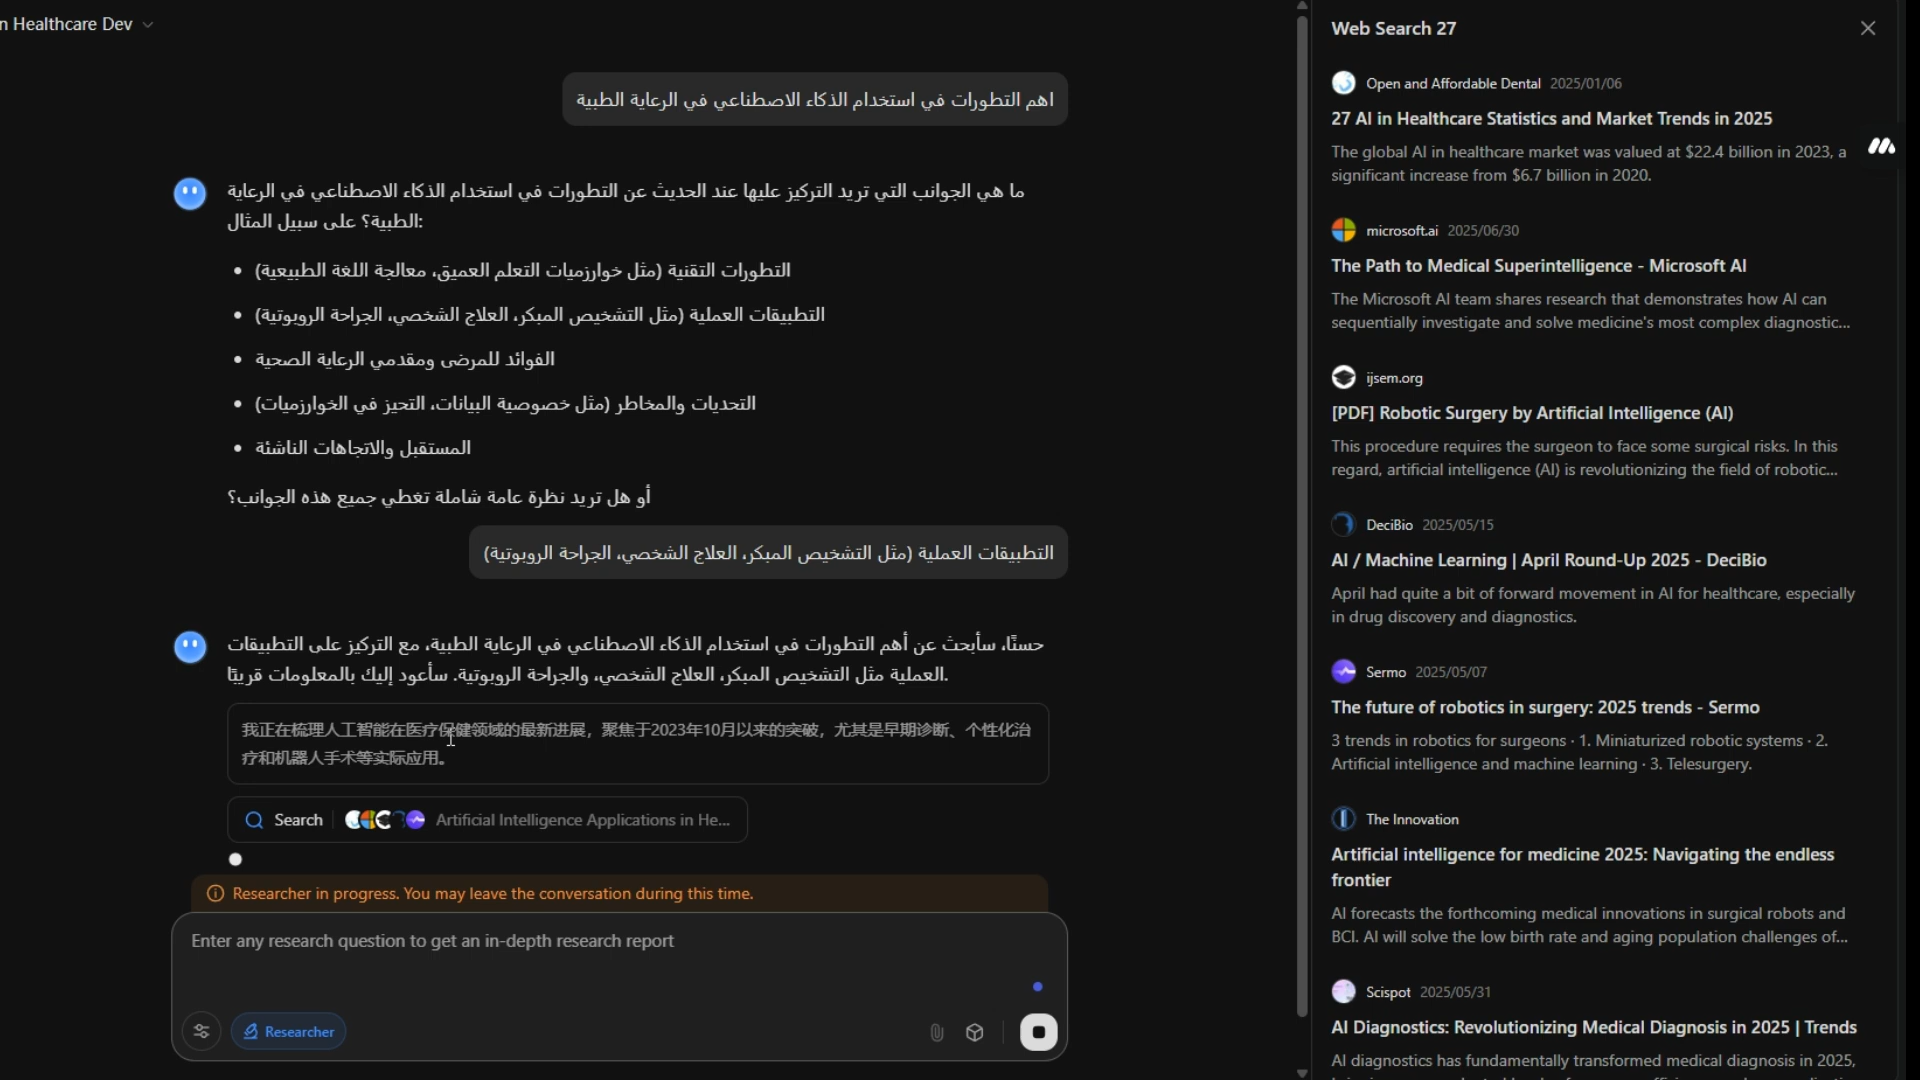 n Healthcare Dev
اهم التطورات في استخدام الذكاء الاصطناعي في الرعاية الطبية
ما هي الجوانب التي تريد التركيز عليها عند الحديث عن التطورات في استخدام الذكاء الاصطناعي في الرعاية
الطبية؟ على سبيل المثال:
التطورات التقنية (مثل خوارزميات التعلم العميق، معالجة اللغة الطبيعية)
التطبيقات العملية (مثل التشخيص المبكر، العلاج الشخصي، الجراحة الروبوتية)
الفوائد للمرضى ومقدمي الرعاية الصحية
التحديات والمخاطر (مثل خصوصية البيانات، التحيز في الخوارزميات)
المستقبل والاتجاهات الناشئة
أو هل تريد نظرة عامة شاملة تغطي جميع هذه الجوانب؟
التطبيقات العملية (مثل التشخيص المبكر، العلاج الشخصي، الجراحة الروبوتية)
حسنًا، سأبحث عن أهم التطورات في استخدام الذكاء الاصطناعي في الرعاية الطبية، مع التركيز على التطبيقات
العملية مثل التشخيص المبكر، العلاج الشخصي، والجراحة الروبوتية. سأعود إليك بالمعلومات قريبًا.
我正在梳理人工智能在医疗保健领域的最新进展，聚焦于2023年10月以来的突破，尤其是早期诊断、个性化治
疗和机器人手术等实际应用。
Search Artificial Intelligence Applications in He...
Researcher in progress. You may leave the conversation during this time.
Enter any research question to get an in-depth research report
Researcher
Web Search 27
Open and Affordable Dental 2025/01/06
27 AI in Healthcare Statistics and Market Trends in 2025
The global AI in healthcare market was valued at $22.4 billion in 2023, a
significant increase from $6.7 billion in 2020.
microsoft.ai 2025/06/30
The Path to Medical Superintelligence - Microsoft AI
The Microsoft AI team shares research that demonstrates how AI can
sequentially investigate and solve medicine's most complex diagnostic...
ijsem.org
[PDF] Robotic Surgery by Artificial Intelligence (AI)
This procedure requires the surgeon to face some surgical risks. In this
regard, artificial intelligence (AI) is revolutionizing the field of robotic...
DeciBio 2025/05/15
AI / Machine Learning | April Round-Up 2025 - DeciBio
April had quite a bit of forward movement in AI for healthcare, especially
in drug discovery and diagnostics.
Sermo 2025/05/07
The future of robotics in surgery: 2025 trends - Sermo
3 trends in robotics for surgeons · 1. Miniaturized robotic systems · 2.
Artificial intelligence and machine learning · 3. Telesurgery.
The Innovation
Artificial intelligence for medicine 2025: Navigating the endless
frontier
AI forecasts the forthcoming medical innovations in surgical robots and
BCI. AI will solve the low birth rate and aging population challenges of...
Scispot 2025/05/31
AI Diagnostics: Revolutionizing Medical Diagnosis in 2025 | Trends
AI diagnostics has fundamentally transformed medical diagnosis in 2025,